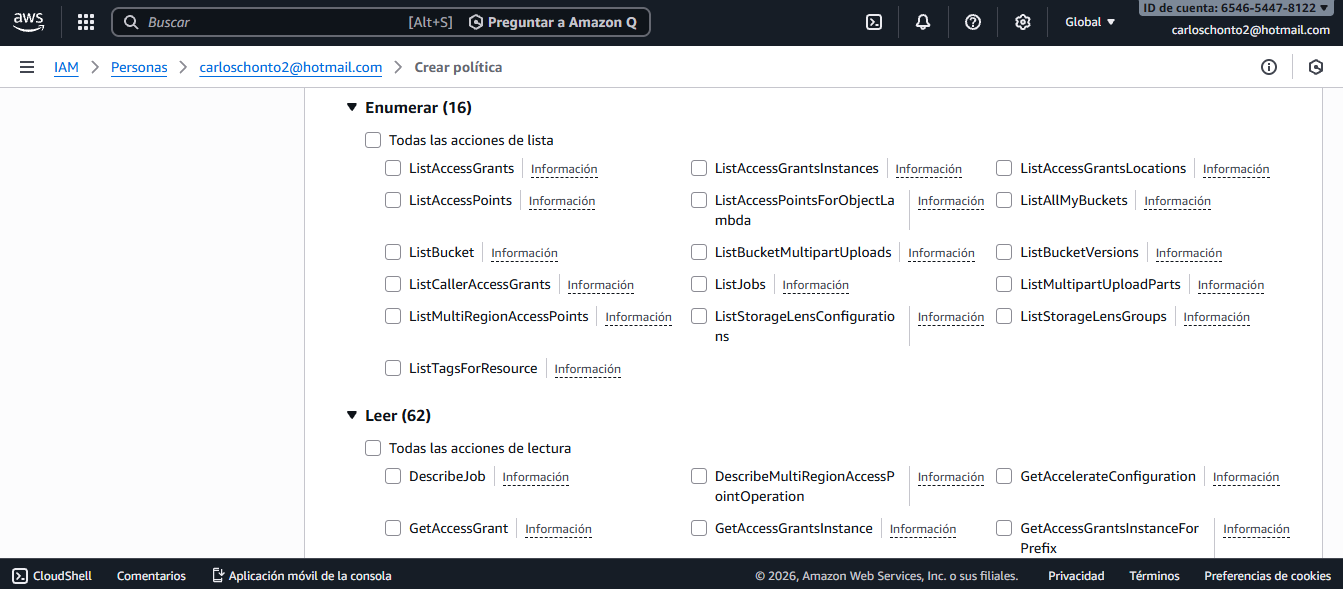 aws
Buscar [Alt+S] Preguntar a Amazon Q
Global
ID de cuenta: 6546-5447-8122
carloschonto2@hotmail.com
IAM > Personas > carloschonto2@hotmail.com > Crear política
Enumerar (16)
Todas las acciones de lista
ListAccessGrants Información ListAccessGrantsInstances Información ListAccessGrantsLocations Información
ListAccessPoints Información ListAccessPointsForObjectLa Información ListAllMyBuckets Información
mbda
ListBucket Información ListBucketMultipartUploads Información ListBucketVersions Información
ListCallerAccessGrants Información ListJobs Información ListMultipartUploadParts Información
ListMultiRegionAccessPoints Información ListStorageLensConfiguratio Información ListStorageLensGroups Información
ns
ListTagsForResource Información
Leer (62)
Todas las acciones de lectura
DescribeJob Información DescribeMultiRegionAccessP Información GetAccelerateConfiguration Información
ointOperation
GetAccessGrant Información GetAccessGrantsInstance Información GetAccessGrantsInstanceFor Información
Prefix
CloudShell Comentarios Aplicación móvil de la consola © 2026, Amazon Web Services, Inc. o sus filiales. Privacidad Términos Preferencias de cookies